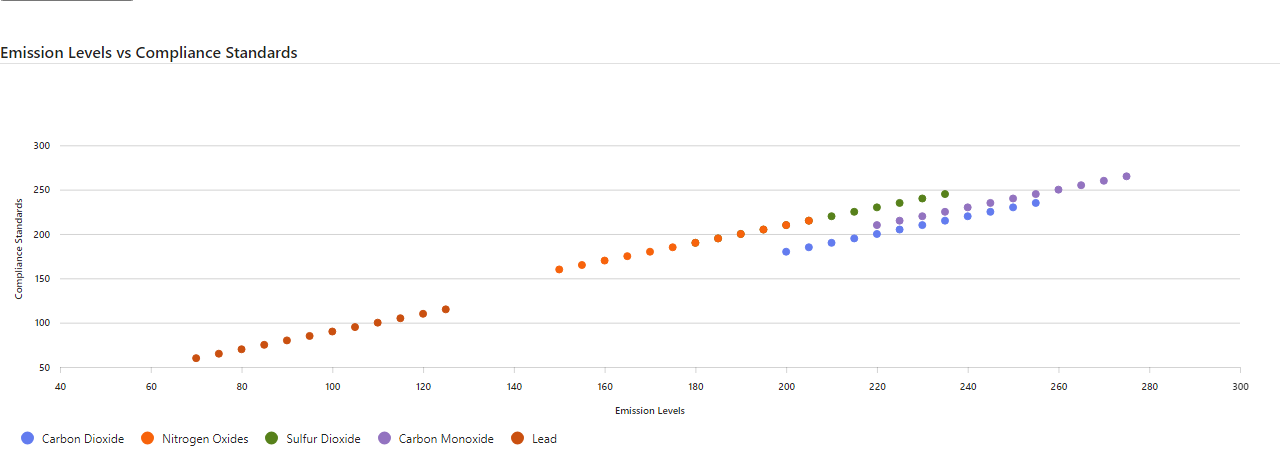 Emission Levels vs Compliance Standards
300
250
200
150
100
50
Compliance Standards
40 60 80 100 120 140 160 180 200 220 240 260 280 300
Emission Levels
Carbon Dioxide Nitrogen Oxides Sulfur Dioxide Carbon Monoxide Lead